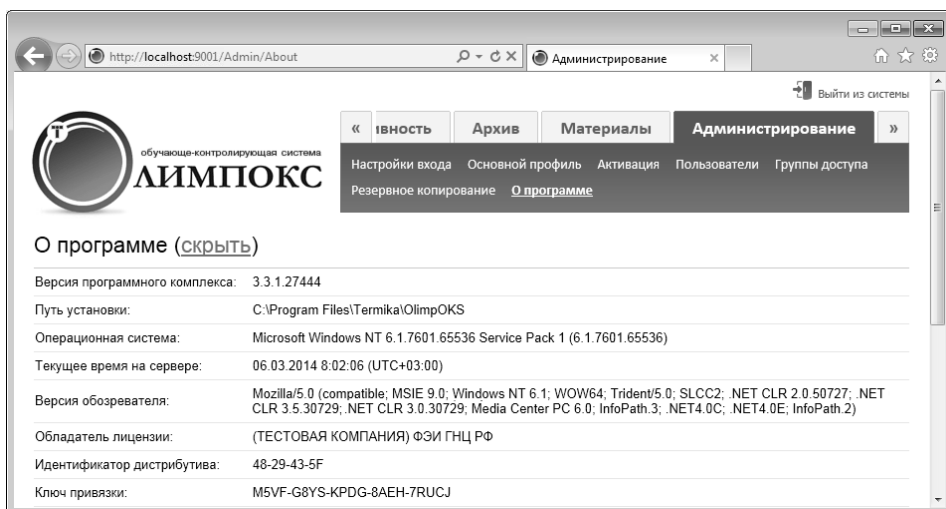 http://localhost:9001/Admin/About
Администрирование
Выйти из системы
Т
обучающе-контролирующая система
ЛИМПОКС
« ивность Архив Материалы Администрирование »
Настройки входа Основной профиль Активация Пользователи Группы доступа
Резервное копирование О программе
О программе (скрыть)
Версия программного комплекса: 3.3.1.27444
Путь установки: C:\Program Files\Termika\OlimpOKS
Операционная система: Microsoft Windows NT 6.1.7601.65536 Service Pack 1 (6.1.7601.65536)
Текущее время на сервере: 06.03.2014 8:02:06 (UTC+03:00)
Версия обозревателя: Mozilla/5.0 (compatible; MSIE 9.0; Windows NT 6.1; WOW64; Trident/5.0; SLCC2; .NET CLR 2.0.50727; .NET
CLR 3.5.30729; .NET CLR 3.0.30729; Media Center PC 6.0; InfoPath.3; .NET4.0C; .NET4.0E; InfoPath.2)
Обладатель лицензии: (ТЕСТОВАЯ КОМПАНИЯ) ФЭИ ГНЦ РФ
Идентификатор дистрибутива: 48-29-43-5F
Ключ привязки: M5VF-G8YS-KPDG-8AEH-7RUCJ